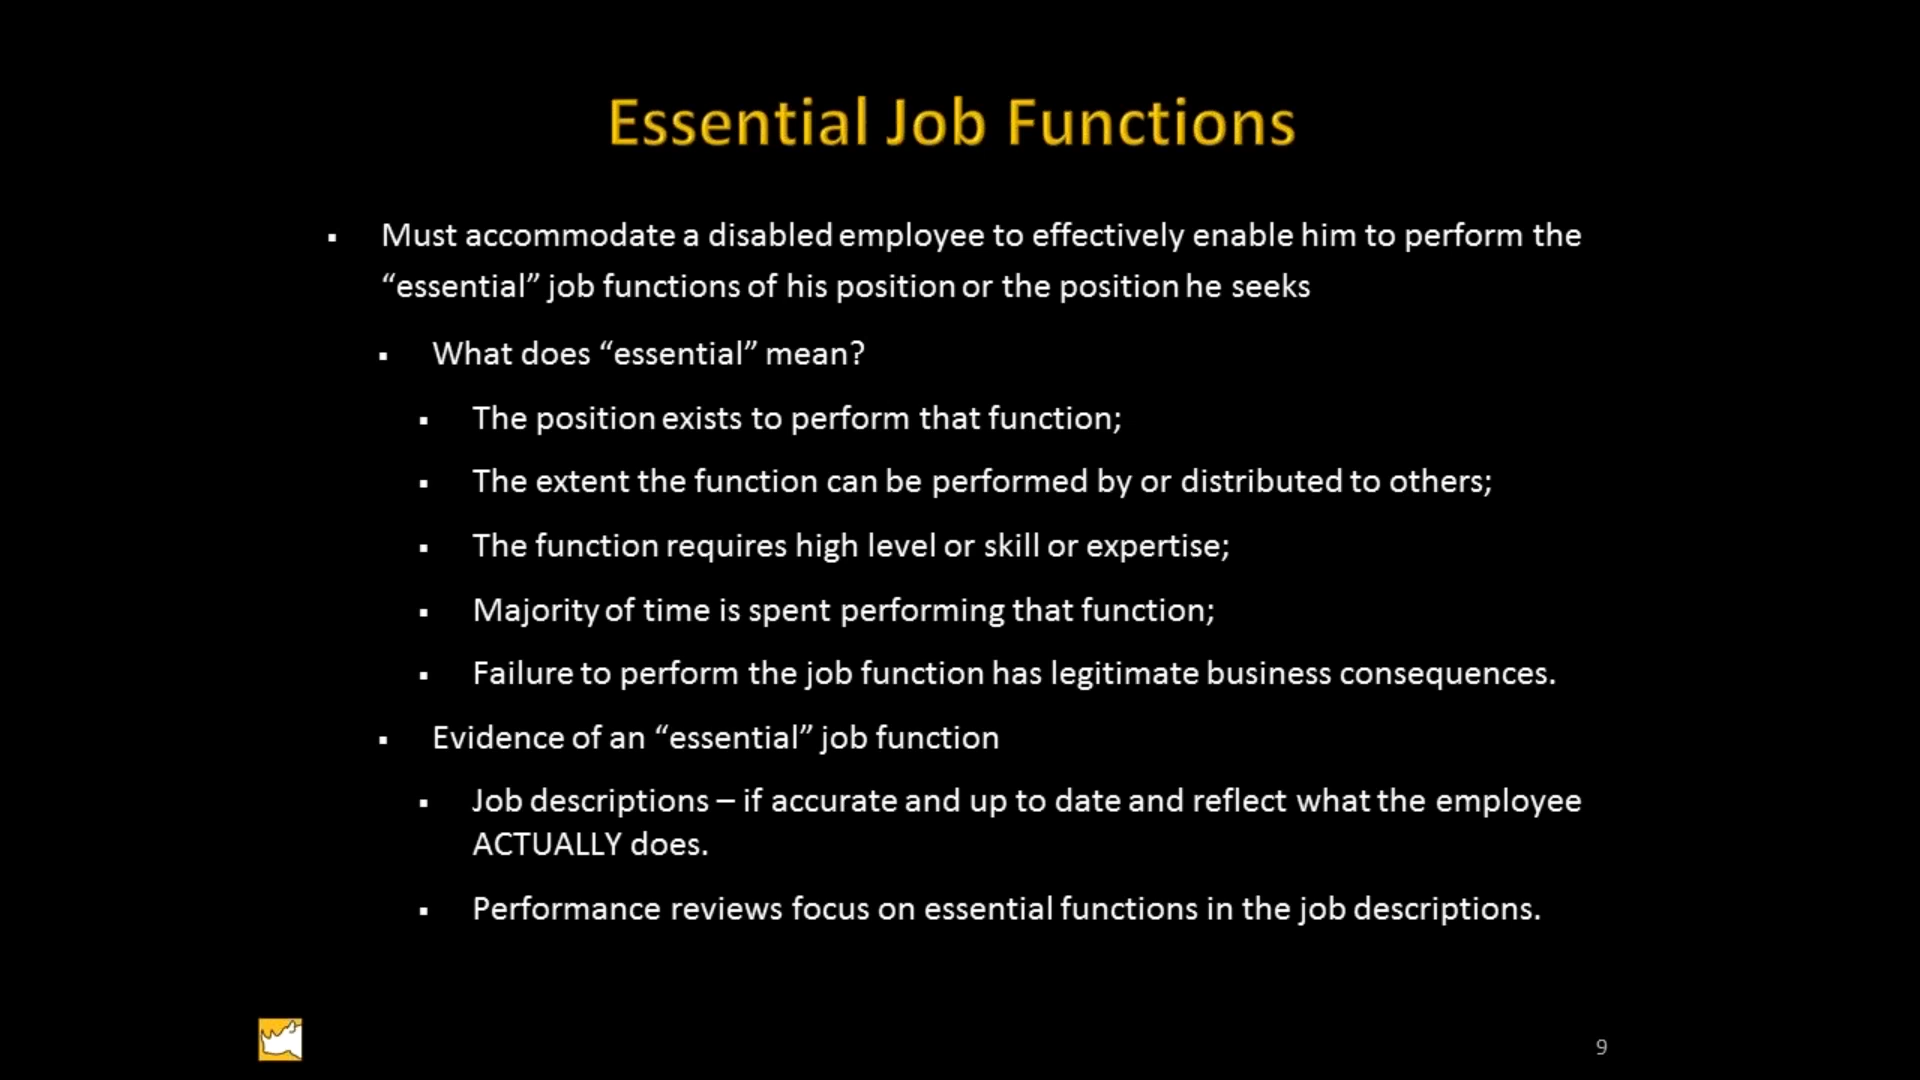 Essential Job Functions
▪ Must accommodate a disabled employee to effectively enable him to perform the
“essential” job functions of his position or the position he seeks
▪ What does “essential” mean?
▪ The position exists to perform that function;
▪ The extent the function can be performed by or distributed to others;
▪ The function requires high level or skill or expertise;
▪ Majority of time is spent performing that function;
▪ Failure to perform the job function has legitimate business consequences.
▪ Evidence of an “essential” job function
▪ Job descriptions – if accurate and up to date and reflect what the employee
ACTUALLY does.
▪ Performance reviews focus on essential functions in the job descriptions.
9